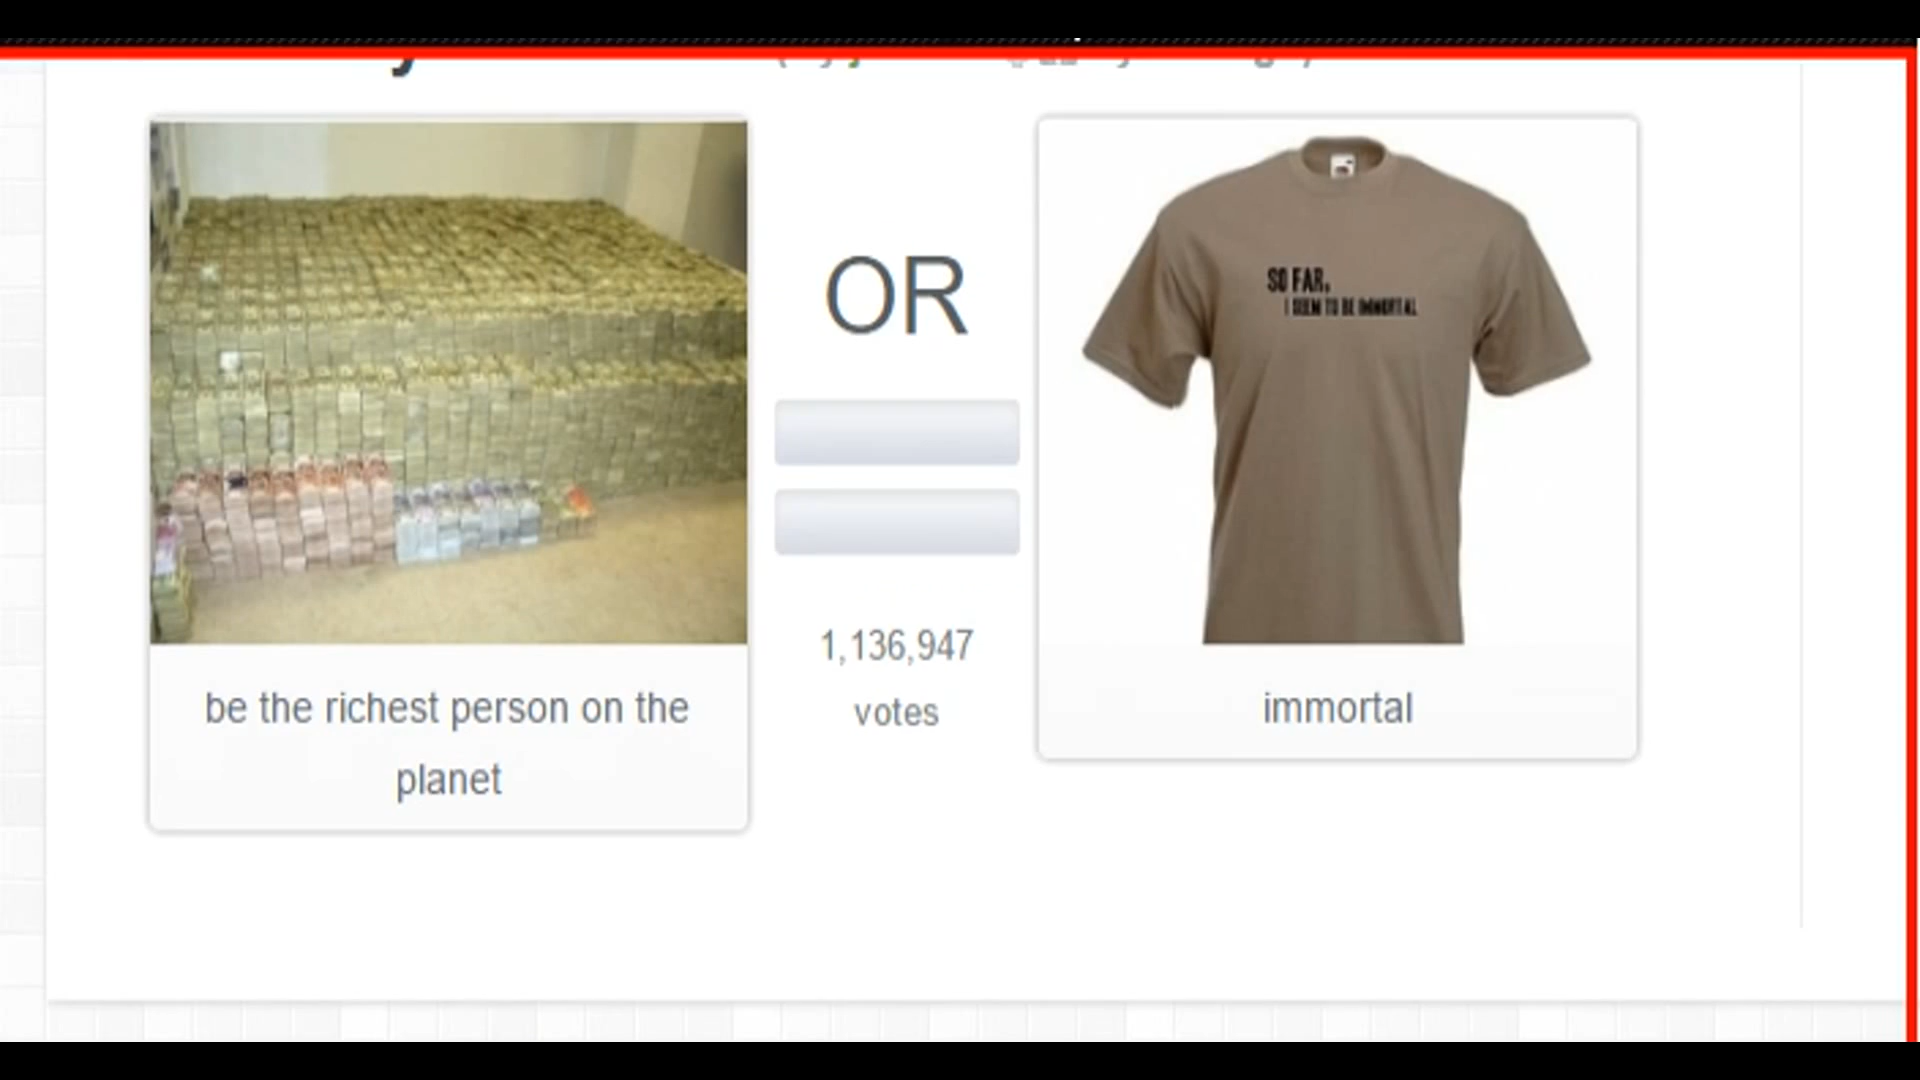 be the richest person on the
planet
OR
1,136,947
votes
SO FAR,
I SEEM TO BE IMMORTAL
immortal